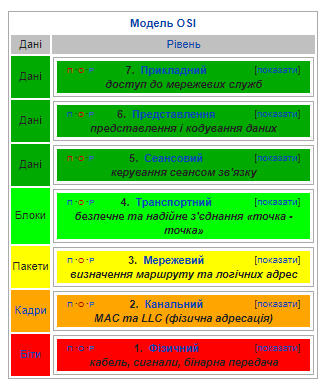 Модель OSI
Дані Рівень
Дані п · о · р 7. Прикладний [показати]
доступ до мережевих служб
Дані п · о · р 6. Представлення [показати]
представлення і кодування даних
Дані п · о · р 5. Сеансовий [показати]
керування сеансом зв'язку
Блоки п · о · р 4. Транспортний [показати]
безпечне та надійне з'єднання «точка -
точка»
Пакети п · о · р 3. Мережевий [показати]
визначення маршруту та логічних адрес
Кадри п · о · р 2. Канальний [показати]
MAC та LLC (фізична адресація)
Біти п · о · р 1. Фізичний [показати]
кабель, сигнали, бінарна передача